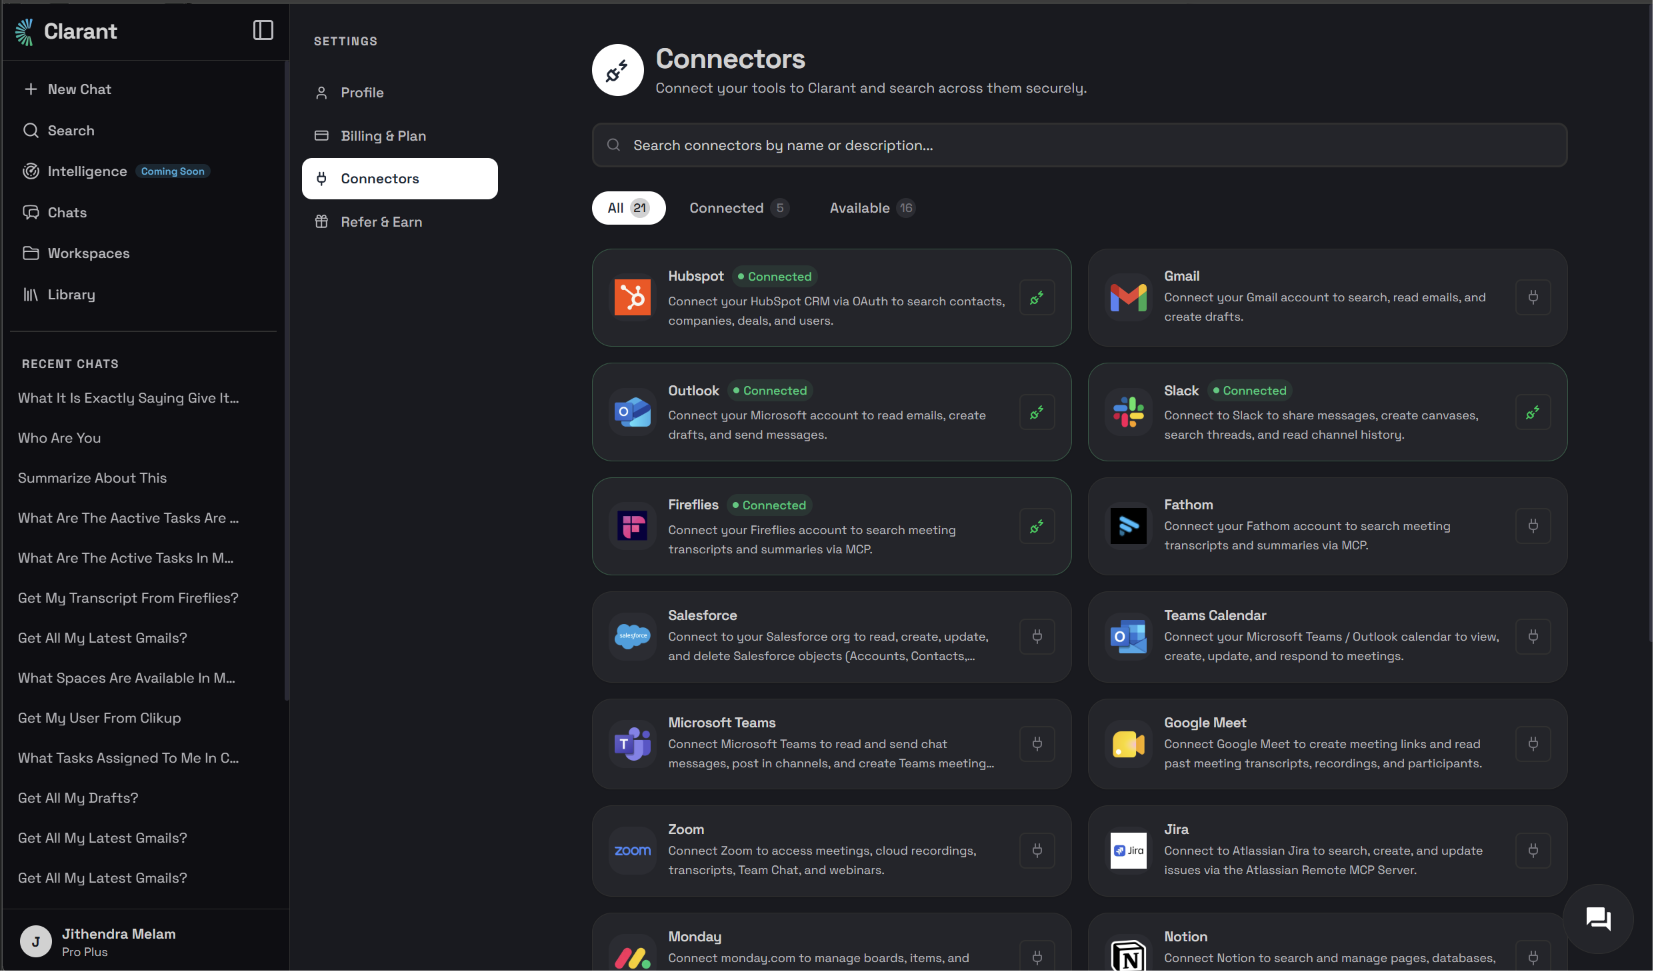 Clarant
New Chat
Search
Intelligence Coming Soon
Chats
Workspaces
Library
RECENT CHATS
What It Is Exactly Saying Give It...
Who Are You
Summarize About This
What Are The Aactive Tasks Are ...
What Are The Active Tasks In M...
Get My Transcript From Fireflies?
Get All My Latest Gmails?
What Spaces Are Available In M...
Get My User From Clikup
What Tasks Assigned To Me In C...
Get All My Drafts?
Get All My Latest Gmails?
Get All My Latest Gmails?
J
Jithendra Melam
Pro Plus
SETTINGS
Profile
Billing & Plan
Connectors
Refer & Earn
Connectors
Connect your tools to Clarant and search across them securely.
Search connectors by name or description...
All 21 Connected 5 Available 16
Hubspot Connected
Connect your HubSpot CRM via OAuth to search contacts,
companies, deals, and users.
Gmail
Connect your Gmail account to search, read emails, and
create drafts.
Outlook Connected
Connect your Microsoft account to read emails, create
drafts, and send messages.
Slack Connected
Connect to Slack to share messages, create canvases,
search threads, and read channel history.
Fireflies Connected
Connect your Fireflies account to search meeting
transcripts and summaries via MCP.
Fathom
Connect your Fathom account to search meeting
transcripts and summaries via MCP.
salesforce
Salesforce
Connect to your Salesforce org to read, create, update,
and delete Salesforce objects (Accounts, Contacts,...
Teams Calendar
Connect your Microsoft Teams / Outlook calendar to view,
create, update, and respond to meetings.
Microsoft Teams
Connect Microsoft Teams to read and send chat
messages, post in channels, and create Teams meeting...
Google Meet
Connect Google Meet to create meeting links and read
past meeting transcripts, recordings, and participants.
zoom
Zoom
Connect Zoom to access meetings, cloud recordings,
transcripts, Team Chat, and webinars.
Jira
Jira
Connect to Atlassian Jira to search, create, and update
issues via the Atlassian Remote MCP Server.
Monday
Connect monday.com to manage boards, items, and
Notion
Connect Notion to search and manage pages, databases,